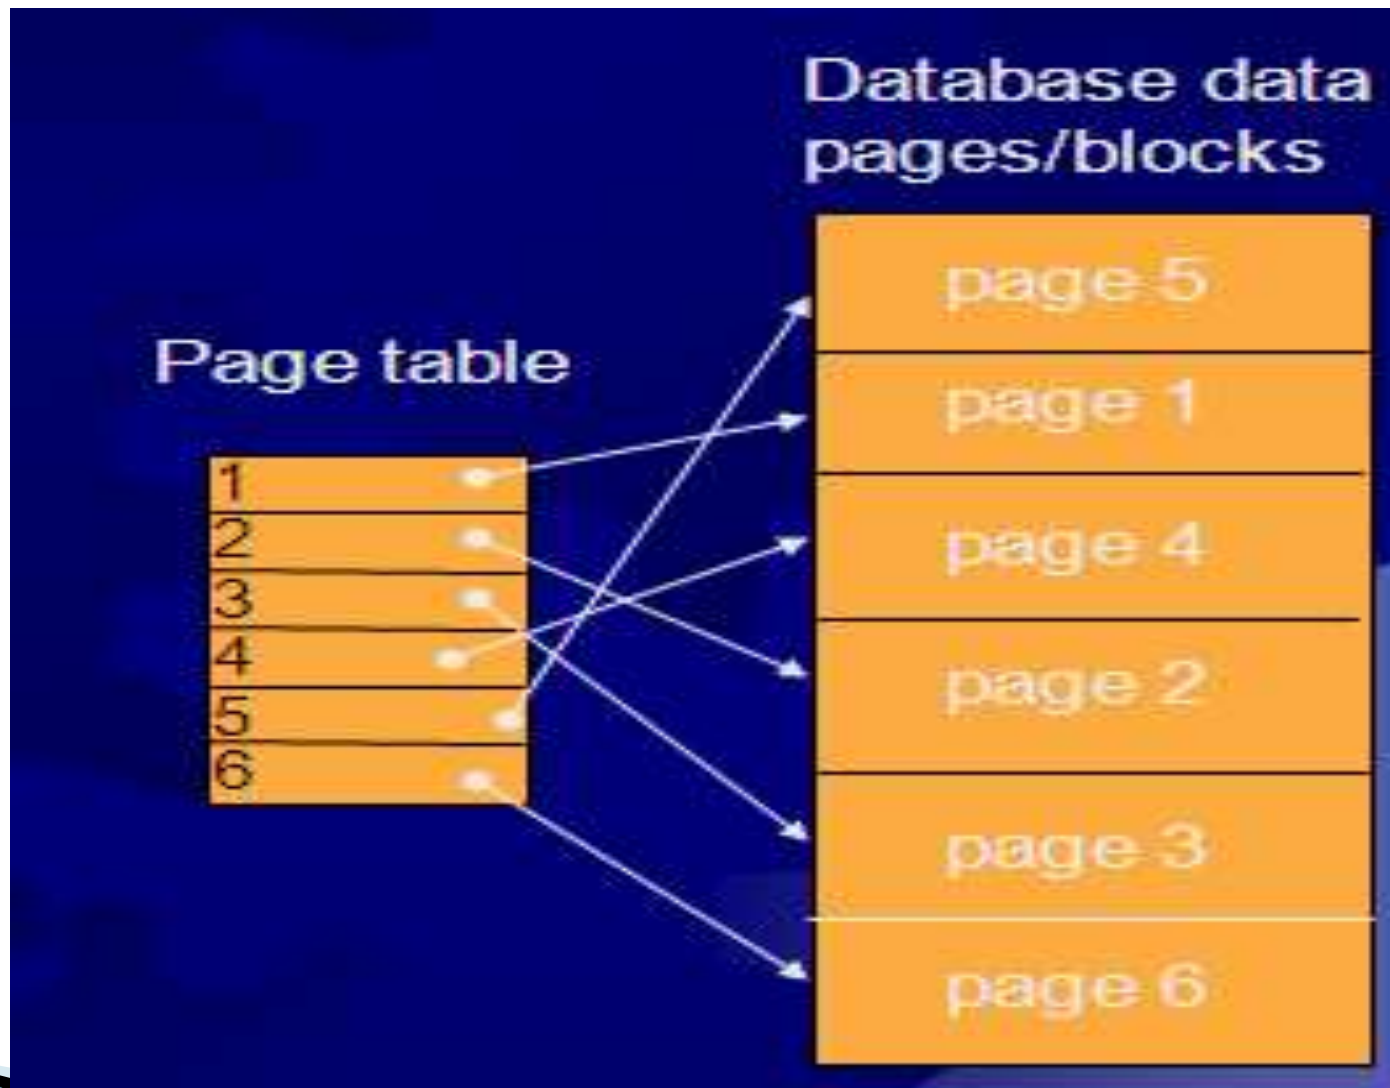 Database data
pages/blocks
Page table
1
2
3
4
5
6
page 5
page 1
page 4
page 2
page 3
page 6